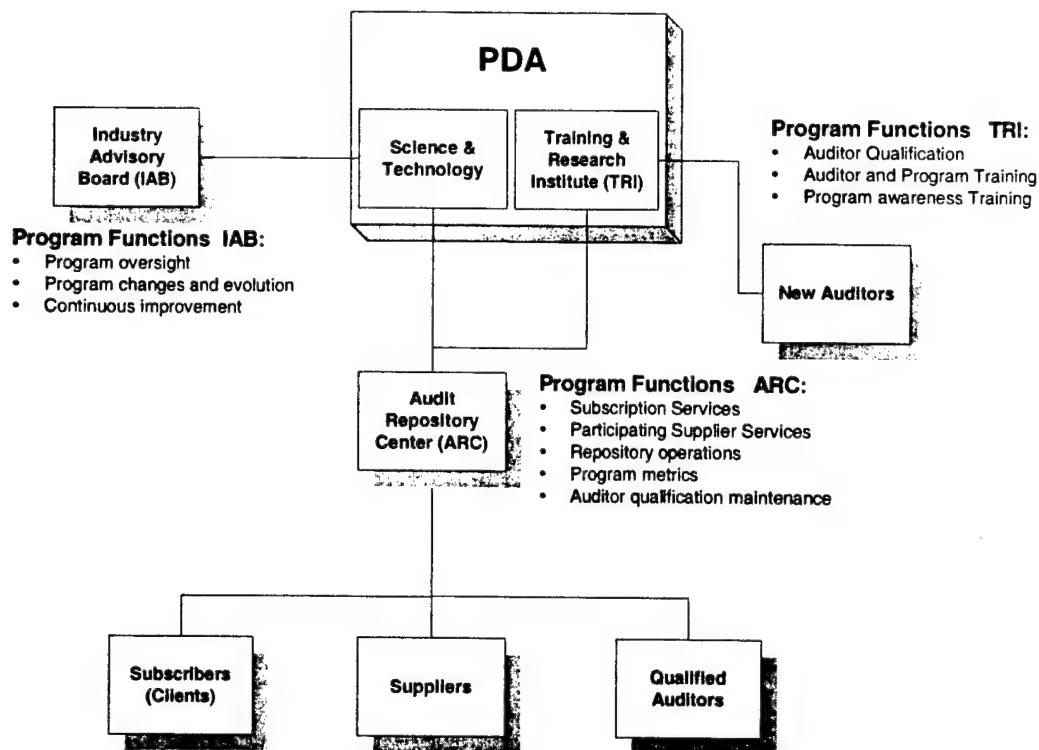 PDA
Industry
Advisory
Board (IAB)
Science &
Technology
Training &
Research
Institute (TRI)
Program Functions TRI:
• Auditor Qualification
• Auditor and Program Training
• Program awareness Training
Program Functions IAB:
• Program oversight
• Program changes and evolution
• Continuous improvement
New Auditors
Audit
Repository
Center (ARC)
Program Functions ARC:
• Subscription Services
• Participating Supplier Services
• Repository operations
• Program metrics
• Auditor qualification maintenance
Subscribers
(Clients)
Suppliers
Qualified
Auditors